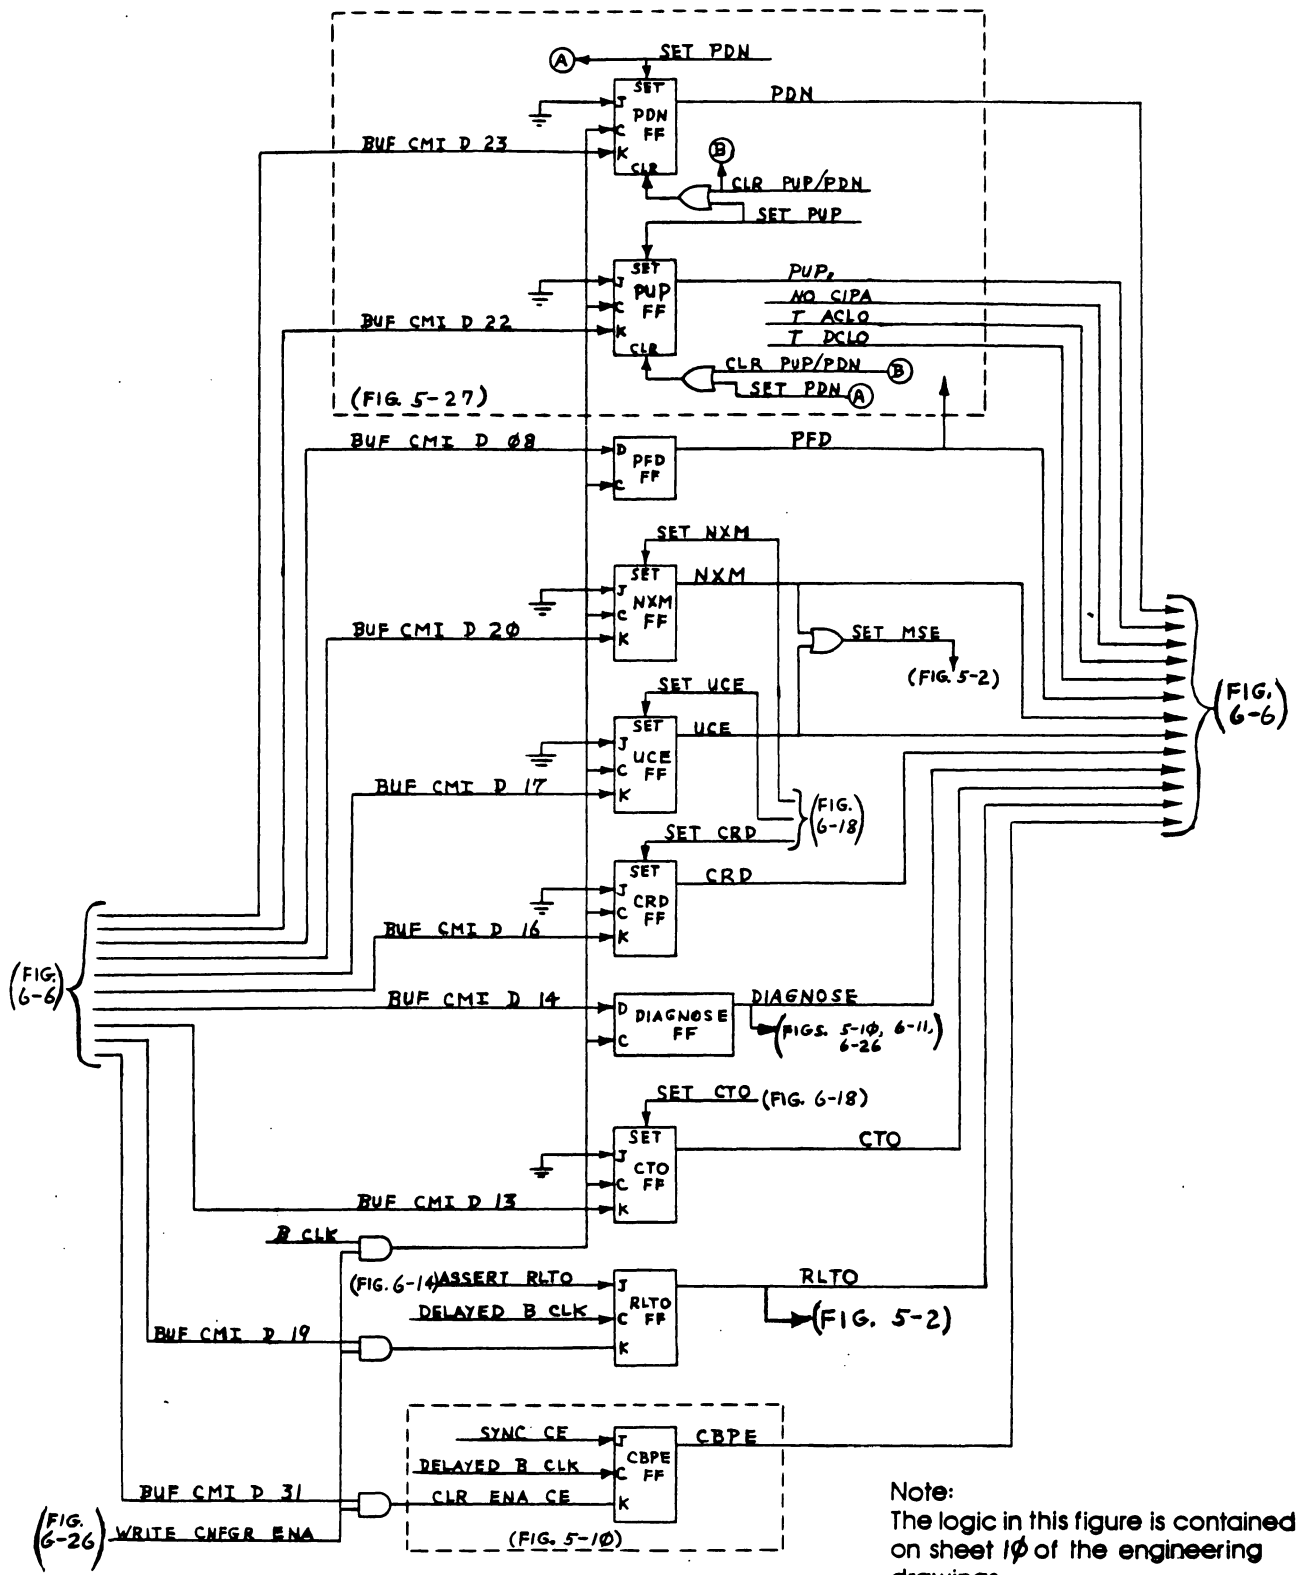 SET PDN
A
SET
J
PDN
PDN
C
FF
BUF CMI D 23
K
CLR
B
CLR PUP/PDN
SET PUP
SET
J
PUP
PUP,
C
FF
NO CIPA
T ACLO
BUF CMI D 22
K
T DCLO
CLR
CLR PUP/PDN
B
SET PDN
A
(FIG. 5-27)
BUF CMI D Ø8
D
PFD
FF
C
PFD
SET NXM
SET
NXM
J
NXM
C
FF
BUF CMI D 2Ø
K
SET MSE
(FIG. 5-2)
(FIG.
6-6)
SET UCE
SET
UCE
J
UCE
C
FF
BUF CMI D 17
K
(FIG.
6-18)
SET CRD
SET
CRD
J
CRD
C
FF
BUF CMI D 16
K
(FIG.
6-6)
BUF CMI D 14
D
DIAGNOSE
FF
C
DIAGNOSE
(FIGS. 5-1Ø, 6-11,
6-26)
SET CTO
(FIG. 6-18)
SET
CTO
J
CTO
C
FF
BUF CMI D 13
K
B CLK
(FIG. 6-14)
ASSERT RLTO
J
RLTO
RLTO
DELAYED B CLK
C
FF
(FIG. 5-2)
BUF CMI D 19
K
SYNC CE
J
CBPE
CBPE
DELAYED B CLK
C
FF
BUF CMI D 31
CLR ENA CE
K
(FIG.
6-26)
WRITE CNFGR ENA
(FIG. 5-1Ø)
Note:
The logic in this figure is contained
on sheet 1Ø of the engineering